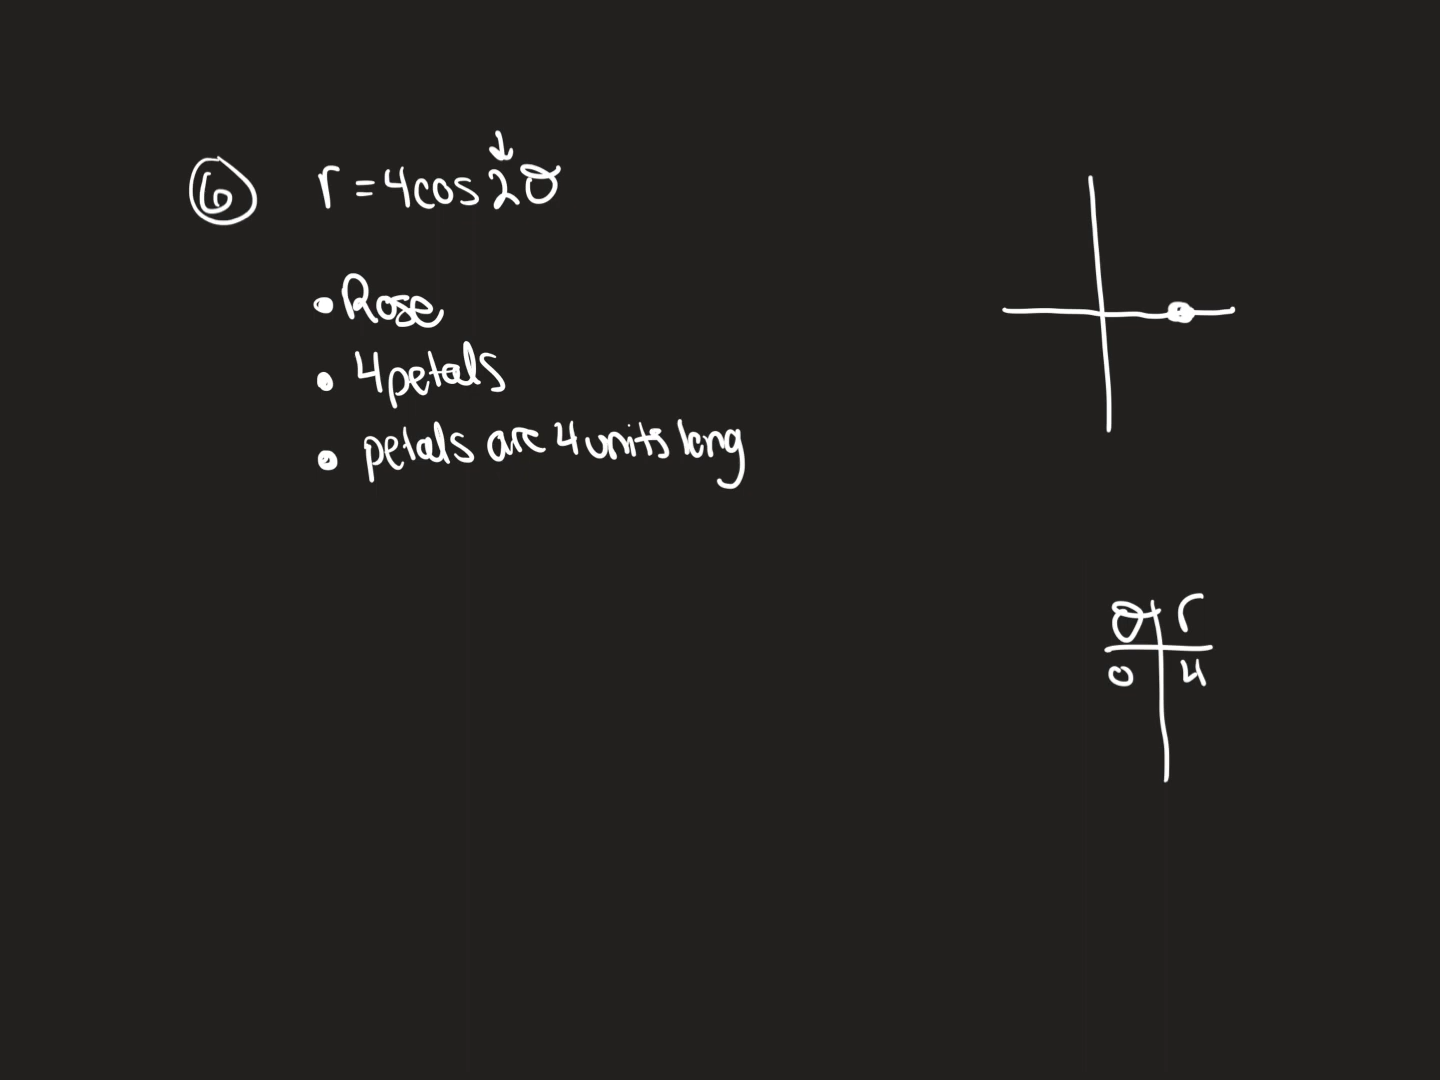 ⑥ r = 4cos 2θ
• Rose
• 4 petals
• petals are 4 units long
θ r
0 4